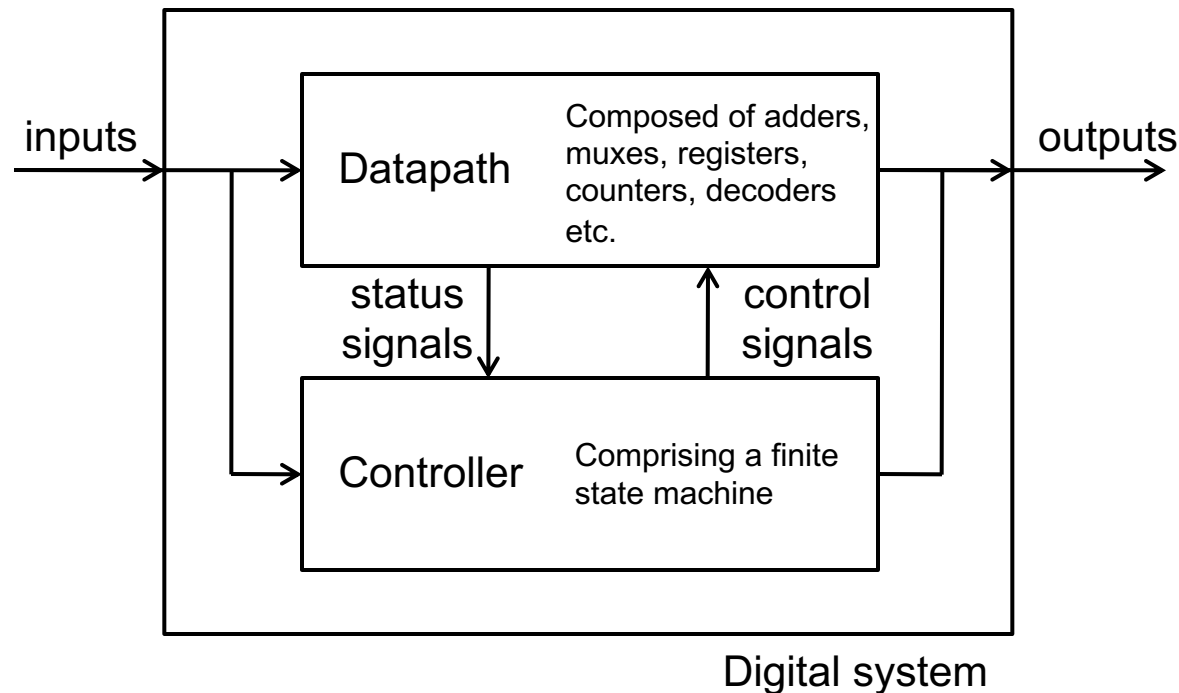 inputs
Datapath
Composed of adders,
muxes, registers,
counters, decoders
etc.
outputs
status
signals
control
signals
Controller
Comprising a finite
state machine
Digital system